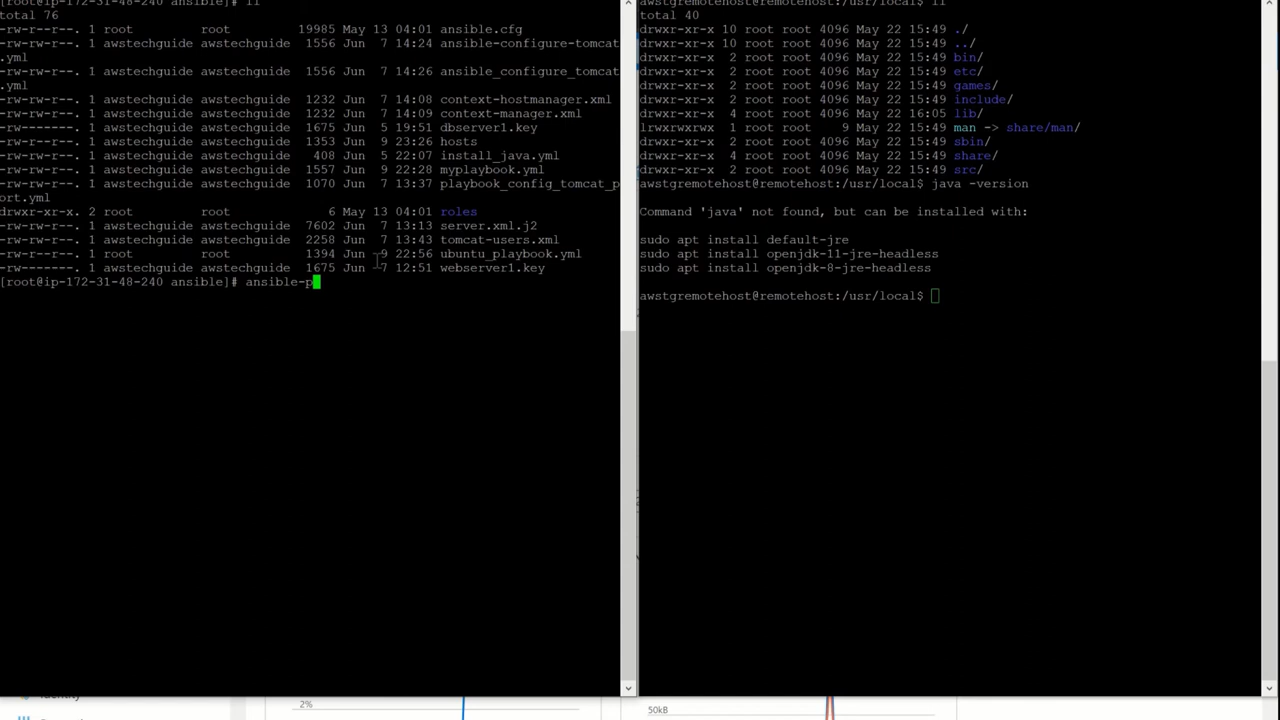 [root@ip-172-31-48-240 ansible]# ll
total 76
-rw-r--r--. 1 root        root         19985 May 13 04:01 ansible.cfg
-rw-rw-r--. 1 awstechguide awstechguide  1556 Jun  7 14:24 ansible-configure-tomcat
.yml
-rw-rw-r--. 1 awstechguide awstechguide  1556 Jun  7 14:26 ansible_configure_tomcat
.yml
-rw-rw-r--. 1 awstechguide awstechguide  1232 Jun  7 14:08 context-hostmanager.xml
-rw-rw-r--. 1 awstechguide awstechguide  1232 Jun  7 14:09 context-manager.xml
-rw-------. 1 awstechguide awstechguide  1675 Jun  5 19:51 dbserver1.key
-rw-rw-r--. 1 awstechguide awstechguide  1353 Jun  9 23:26 hosts
-rw-rw-r--. 1 awstechguide awstechguide   408 Jun  5 22:07 install_java.yml
-rw-rw-r--. 1 awstechguide awstechguide  1557 Jun  9 22:28 myplaybook.yml
-rw-rw-r--. 1 awstechguide awstechguide  1070 Jun  7 13:37 playbook_config_tomcat_p
ort.yml
drwxr-xr-x. 2 root        root             6 May 13 04:01 roles
-rw-rw-r--. 1 awstechguide awstechguide  7602 Jun  7 13:13 server.xml.j2
-rw-rw-r--. 1 awstechguide awstechguide  2258 Jun  7 13:43 tomcat-users.xml
-rw-r--r--. 1 root        root          1394 Jun  9 22:56 ubuntu_playbook.yml
-rw-------. 1 awstechguide awstechguide  1675 Jun  7 12:51 webserver1.key
[root@ip-172-31-48-240 ansible]# ansible-p
awstgremotehost@remotehost:/usr/local$ ll
total 40
drwxr-xr-x 10 root root 4096 May 22 15:49 ./
drwxr-xr-x 10 root root 4096 May 22 15:49 ../
drwxr-xr-x  2 root root 4096 May 22 15:49 bin/
drwxr-xr-x  2 root root 4096 May 22 15:49 etc/
drwxr-xr-x  2 root root 4096 May 22 15:49 games/
drwxr-xr-x  2 root root 4096 May 22 15:49 include/
drwxr-xr-x  4 root root 4096 May 22 16:05 lib/
lrwxrwxrwx  1 root root    9 May 22 15:49 man -> share/man/
drwxr-xr-x  2 root root 4096 May 22 15:49 sbin/
drwxr-xr-x  4 root root 4096 May 22 15:49 share/
drwxr-xr-x  2 root root 4096 May 22 15:49 src/
awstgremotehost@remotehost:/usr/local$ java -version
Command 'java' not found, but can be installed with:
sudo apt install default-jre
sudo apt install openjdk-11-jre-headless
sudo apt install openjdk-8-jre-headless
awstgremotehost@remotehost:/usr/local$
2%
50kB